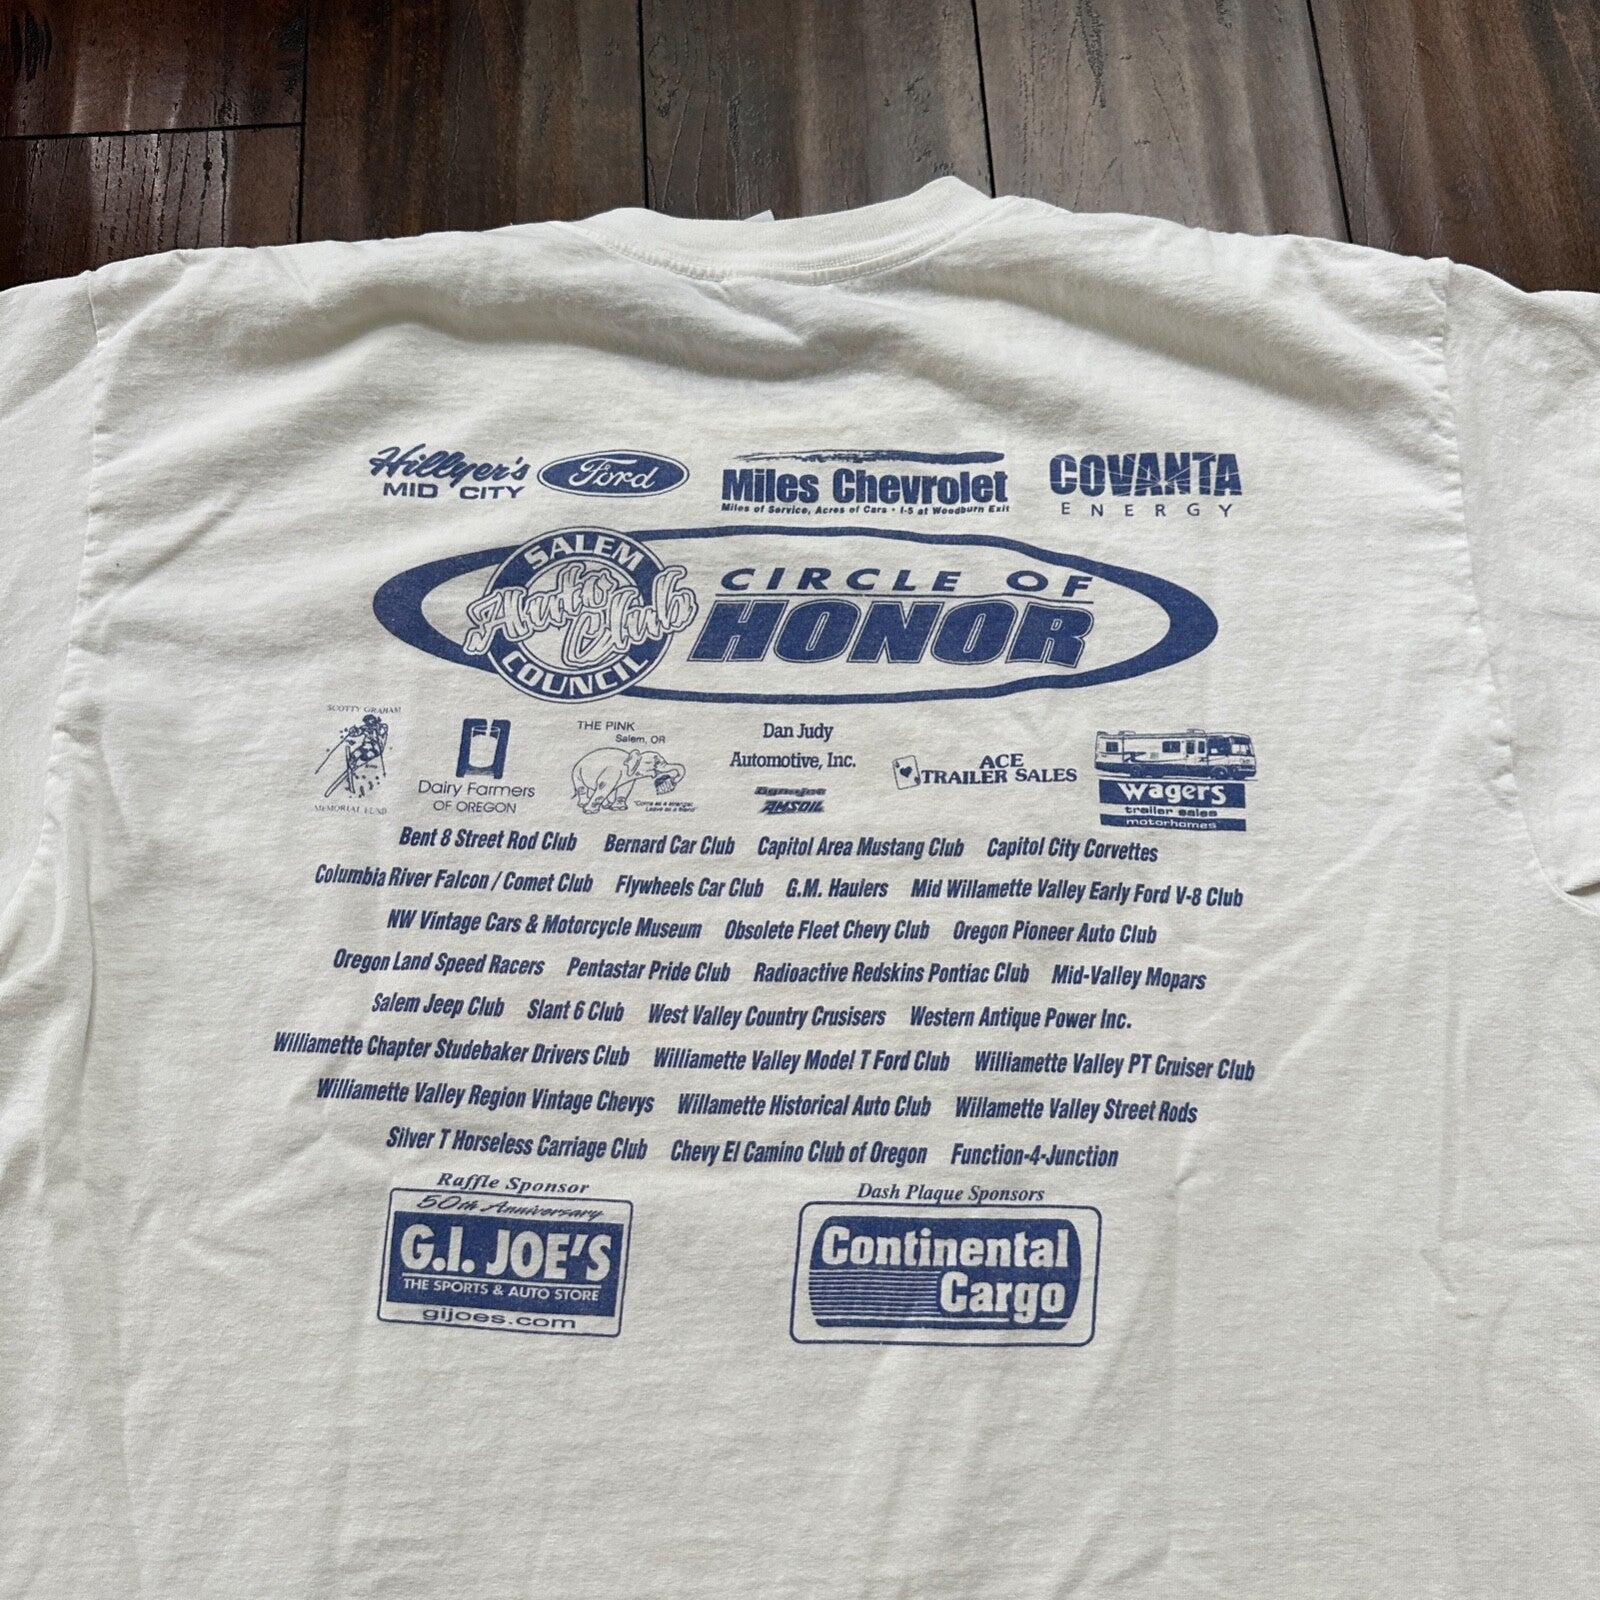 Hillyer's MID CITY Ford
Miles Chevrolet
Miles of Service, Acres of Cars • I-5 at Woodburn Exit
COVANTA
ENERGY
SALEM
Auto Club
COUNCIL
CIRCLE OF
HONOR
SCOTTY GRAHAM
MEMORIAL FUND
Dairy Farmers
OF OREGON
THE PINK
Salem, OR
"Come as a stranger,
Leave as a friend"
Dan Judy
Automotive, Inc.
AMSOIL
ACE
TRAILER SALES
Wagers
trailer sales
motorhomes
Bent 8 Street Rod Club Bernard Car Club Capitol Area Mustang Club Capitol City Corvettes
Columbia River Falcon / Comet Club Flywheels Car Club G.M. Haulers Mid Willamette Valley Early Ford V-8 Club
NW Vintage Cars & Motorcycle Museum Obsolete Fleet Chevy Club Oregon Pioneer Auto Club
Oregon Land Speed Racers Pentastar Pride Club Radioactive Redskins Pontiac Club Mid-Valley Mopars
Salem Jeep Club Slant 6 Club West Valley Country Crusisers Western Antique Power Inc.
Williamette Chapter Studebaker Drivers Club Williamette Valley Model T Ford Club Williamette Valley PT Cruiser Club
Williamette Valley Region Vintage Chevys Willamette Historical Auto Club Willamette Valley Street Rods
Silver T Horseless Carriage Club Chevy El Camino Club of Oregon Function-4-Junction
Raffle Sponsor
50th Anniversary
G.I. JOE'S
THE SPORTS & AUTO STORE
gijoes.com
Dash Plaque Sponsors
Continental
Cargo